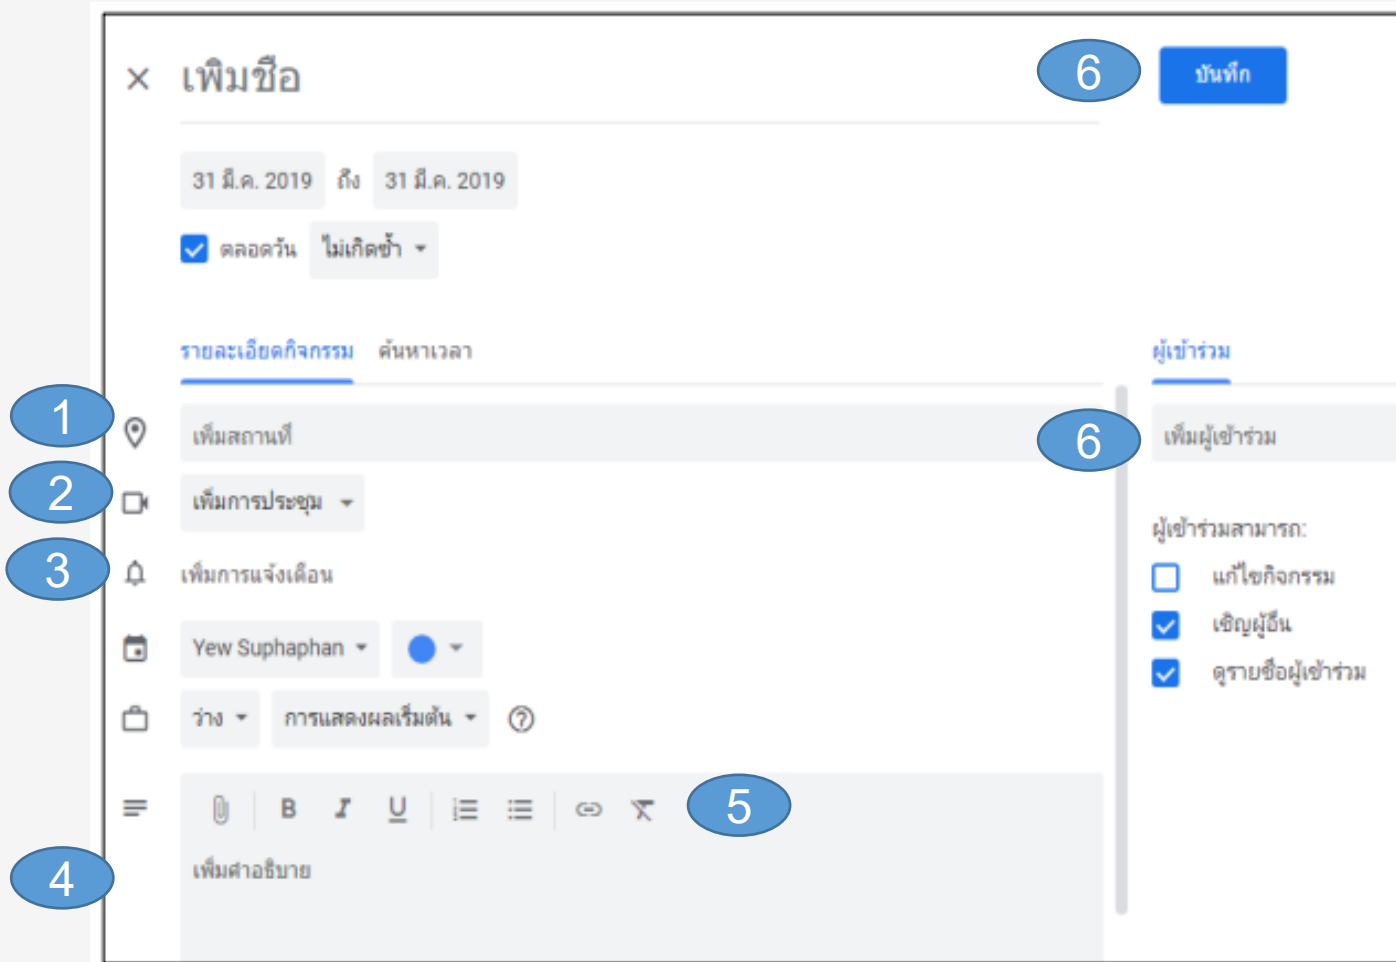 เพิ่มชื่อ
6
บันทึก
31 มี.ค. 2019 ถึง 31 มี.ค. 2019
ตลอดวัน ไม่เกิดซ้ำ
รายละเอียดกิจกรรม ค้นหาเวลา
ผู้เข้าร่วม
1
เพิ่มสถานที่
6
เพิ่มผู้เข้าร่วม
2
เพิ่มการประชุม
3
เพิ่มการแจ้งเตือน
ผู้เข้าร่วมสามารถ:
แก้ไขกิจกรรม
เชิญผู้อื่น
ดูรายชื่อผู้เข้าร่วม
Yew Suphaphan
ว่าง การแสดงผลเริ่มต้น
B I U
5
4
เพิ่มคำอธิบาย